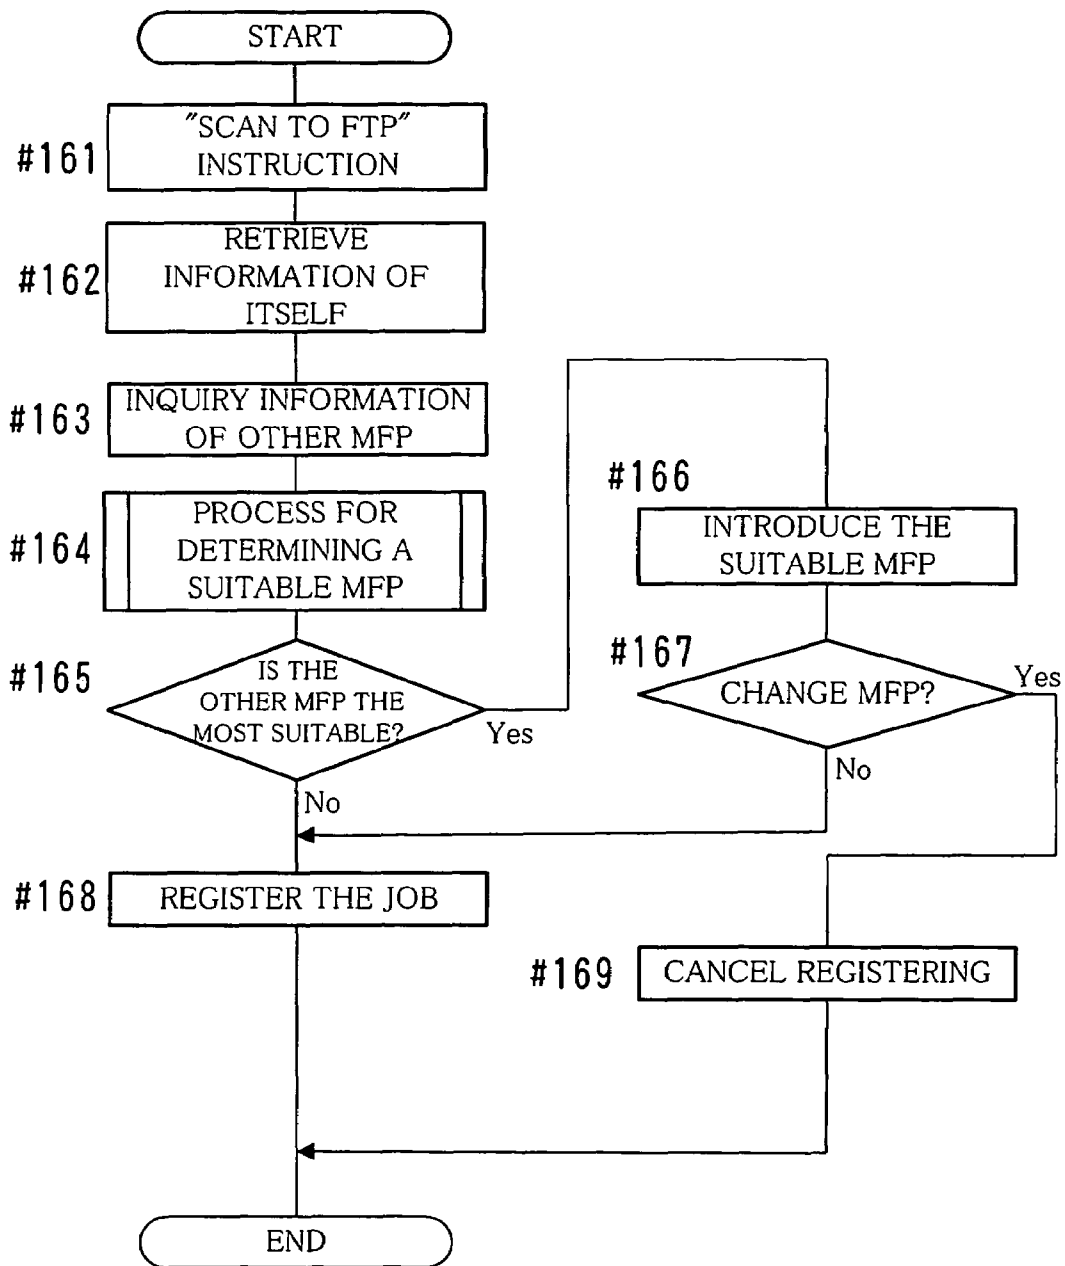 START
#161
"SCAN TO FTP"
INSTRUCTION
#162
RETRIEVE
INFORMATION OF
ITSELF
#163
INQUIRY INFORMATION
OF OTHER MFP
#164
PROCESS FOR
DETERMINING A
SUITABLE MFP
#165
IS THE
OTHER MFP THE
MOST SUITABLE?
Yes
No
#166
INTRODUCE THE
SUITABLE MFP
#167
CHANGE MFP?
Yes
No
#168
REGISTER THE JOB
#169
CANCEL REGISTERING
END